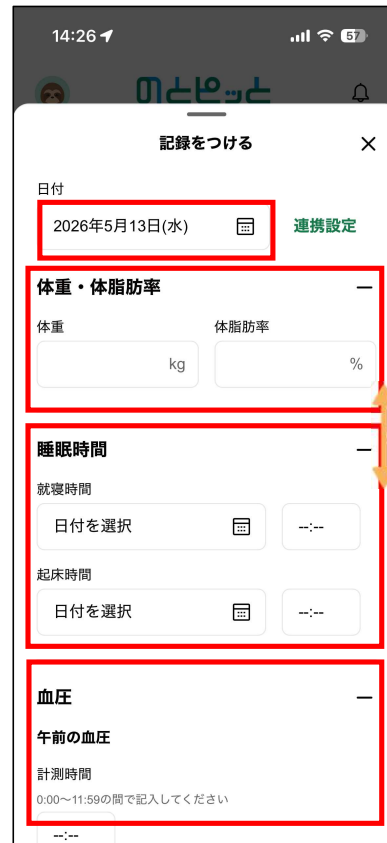 14:26
57
のとピッと
記録をつける
日付
2026年5月13日(水)
連携設定
体重・体脂肪率
体重 体脂肪率
kg %
睡眠時間
就寝時間
日付を選択 --:--
起床時間
日付を選択 --:--
血圧
午前の血圧
計測時間
0:00〜11:59の間で記入してください
--:--